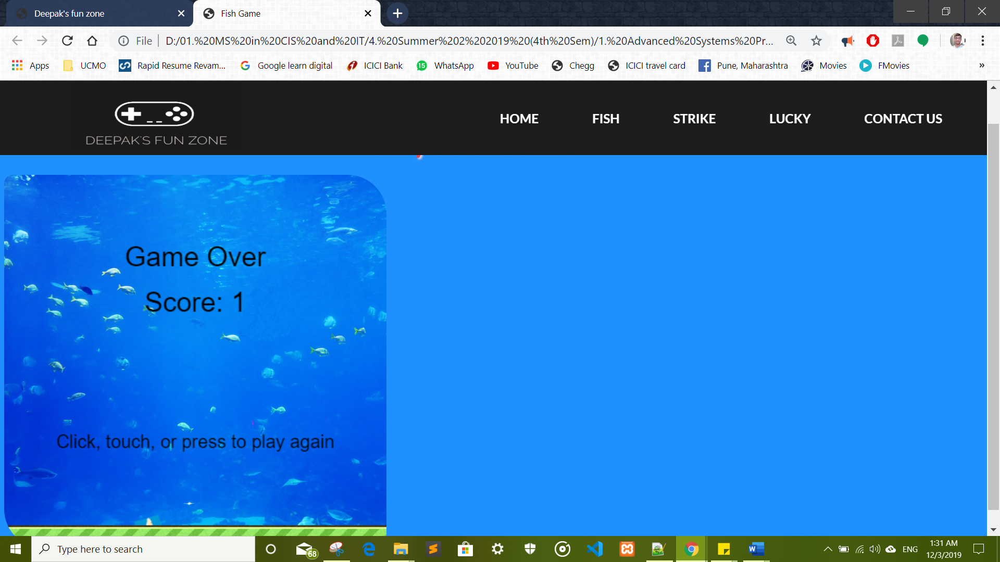 Deepak's fun zone
Fish Game
File
D:/01.%20MS%20in%20CIS%20and%20IT/4.%20Summer%202%202019%20(4th%20Sem)/1.%20Advanced%20Systems%20Pr...
Apps
UCMO
Rapid Resume Revam...
Google learn digital
ICICI Bank
15
WhatsApp
YouTube
Chegg
ICICI travel card
Pune, Maharashtra
Movies
FMovies
»
DEEPAK'S FUN ZONE
HOME
FISH
STRIKE
LUCKY
CONTACT US
Game Over
Score: 1
Click, touch, or press to play again
Type here to search
68
ENG
1:31 AM
12/3/2019